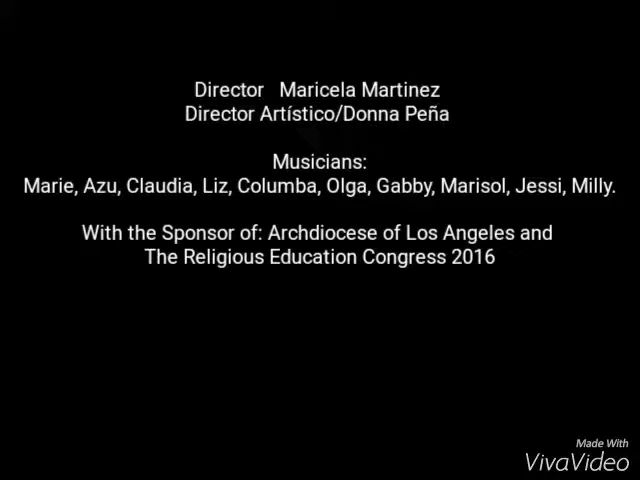 Director Maricela Martinez
Director Artístico/Donna Peña
Musicians:
Marie, Azu, Claudia, Liz, Columba, Olga, Gabby, Marisol, Jessi, Milly.
With the Sponsor of: Archdiocese of Los Angeles and
The Religious Education Congress 2016
Made With
VivaVideo